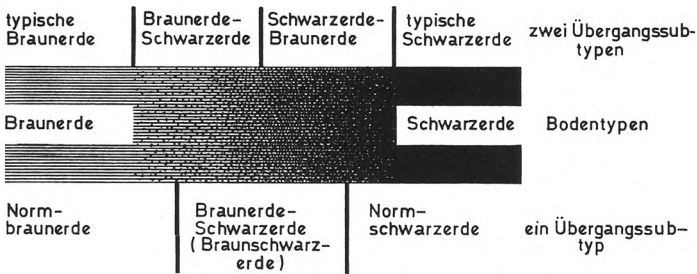 typische Braunerde- Schwarzerde- typische zwei Übergangssub-
Braunerde Schwarzerde Braunerde Schwarzerde typen
Braunerde Schwarzerde Bodentypen
Norm- Braunerde- Norm- ein Übergangssub-
braunerde Schwarzerde schwarzerde typ
(Braunschwarz-
erde)